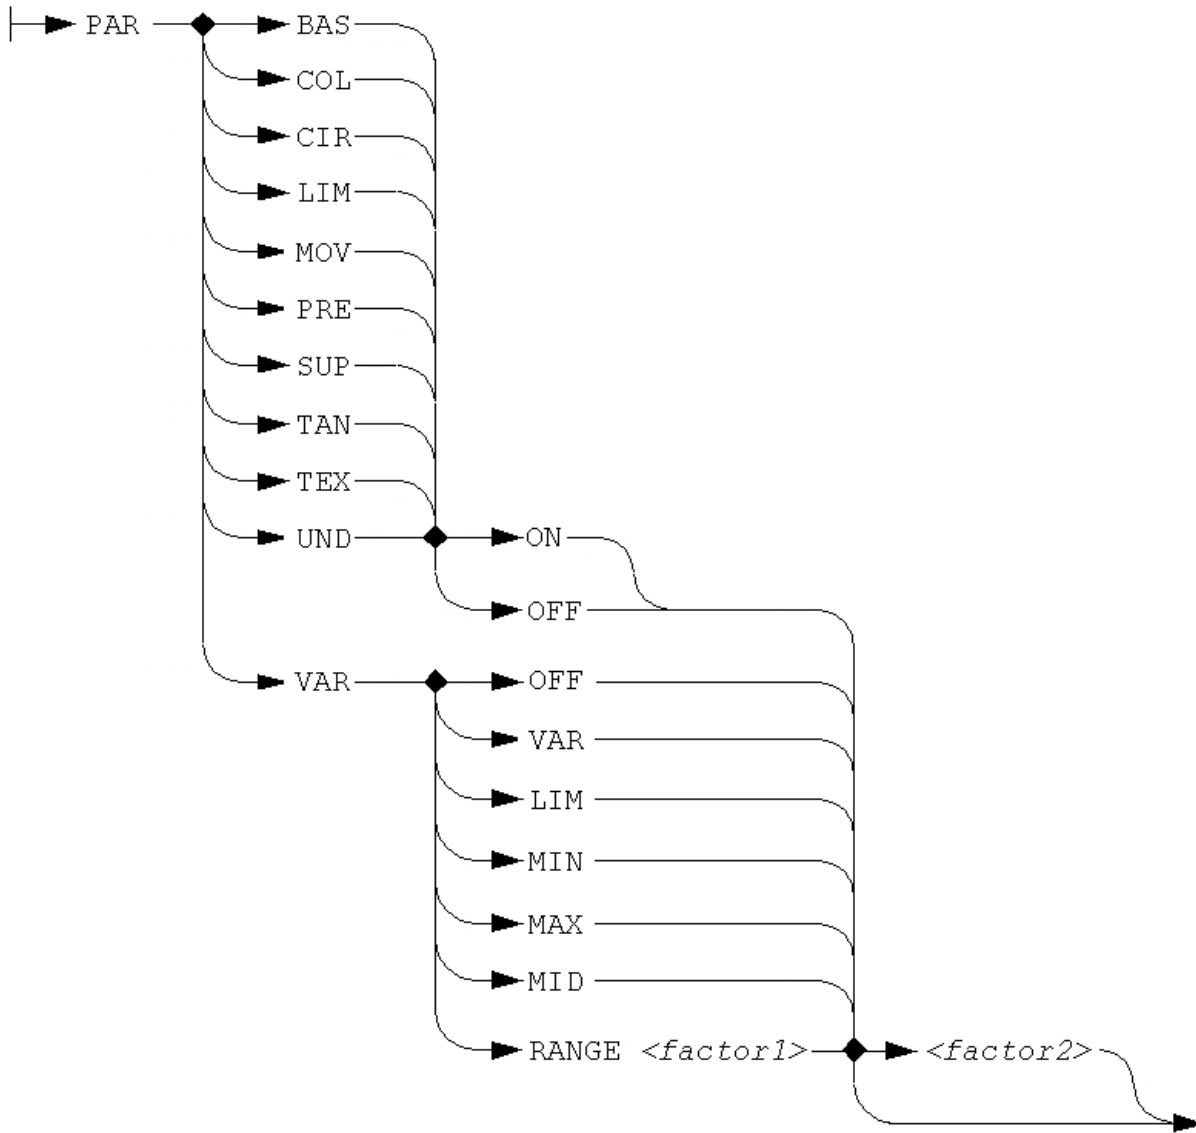 PAR BAS
COL
CIR
LIM
MOV
PRE
SUP
TAN
TEX
UND ON
OFF
VAR OFF
VAR
LIM
MIN
MAX
MID
RANGE <factor1> <factor2>